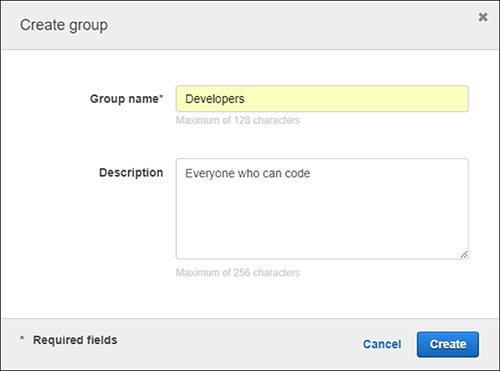 Create group
Group name*
Developers
Maximum of 128 characters
Description
Everyone who can code
Maximum of 256 characters
* Required fields
Cancel
Create